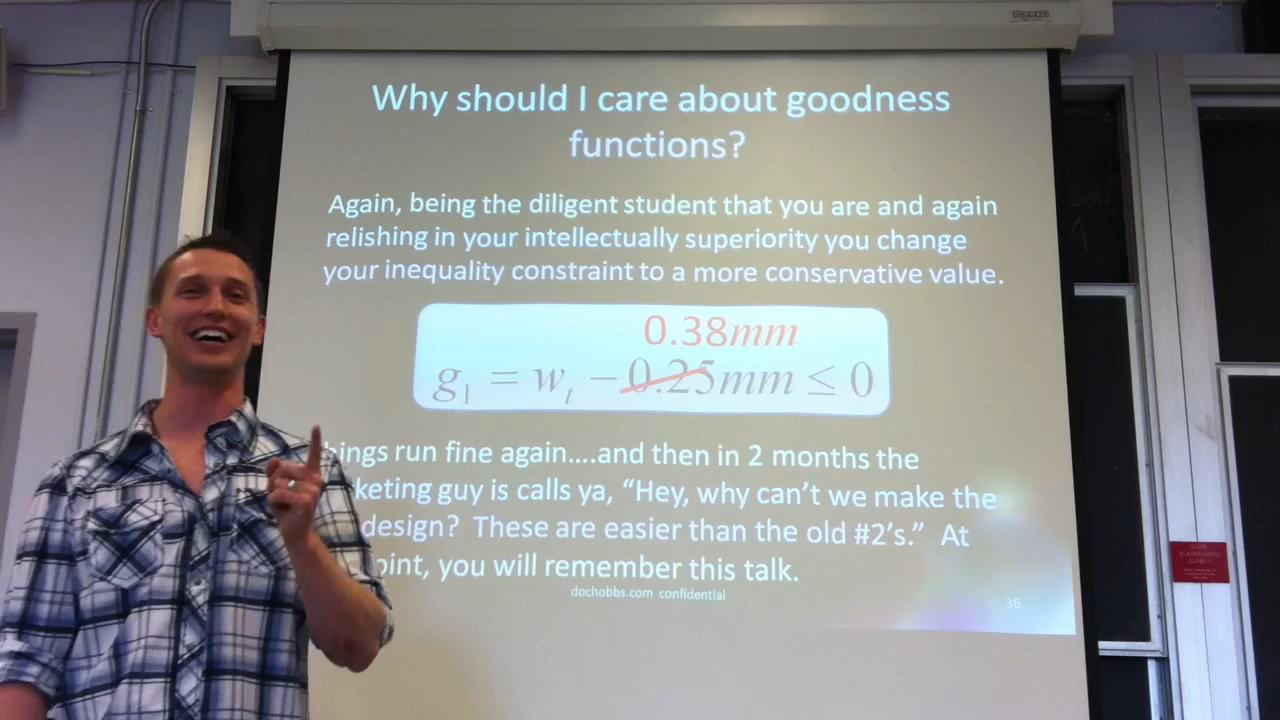 Why should I care about goodness
functions?
Again, being the diligent student that you are and again
relishing in your intellectually superiority you change
your inequality constraint to a more conservative value.
0.38mm
g₁ = wₜ − 0.25mm ≤ 0
hings run fine again….and then in 2 months the
keting guy is calls ya, “Hey, why can’t we make the
design? These are easier than the old #2’s.” At
oint, you will remember this talk.
dochobbs.com confidential
36